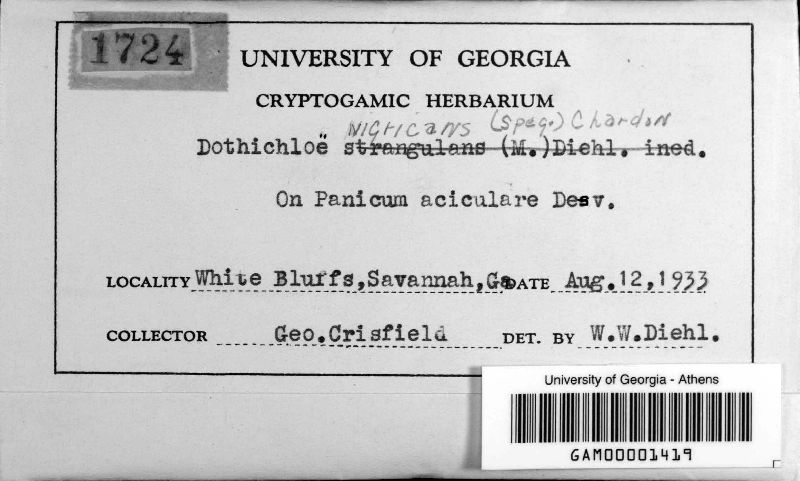 1724
UNIVERSITY OF GEORGIA
CRYPTOGAMIC HERBARIUM
nigricans (Speg.) Chardon
Dothichloë strangulans (M.)Diehl. ined.
On Panicum aciculare Desv.
LOCALITY White Bluffs,Savannah,Ga DATE Aug.12,1933
COLLECTOR Geo.Crisfield DET. BY W.W.Diehl.
University of Georgia - Athens
GAM00001419